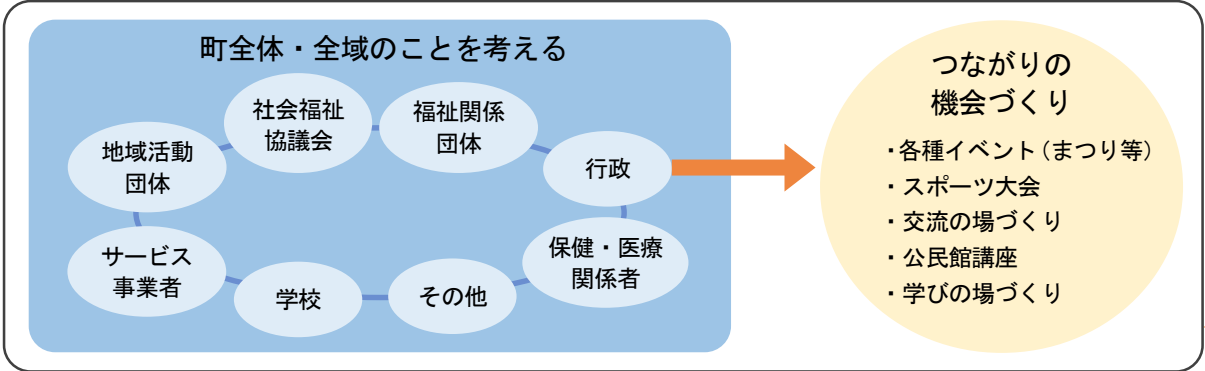 町全体・全域のことを考える
社会福祉
協議会
福祉関係
団体
地域活動
団体
行政
サービス
事業者
学校
その他
保健・医療
関係者
つながりの
機会づくり
・各種イベント（まつり等）
・スポーツ大会
・交流の場づくり
・公民館講座
・学びの場づくり